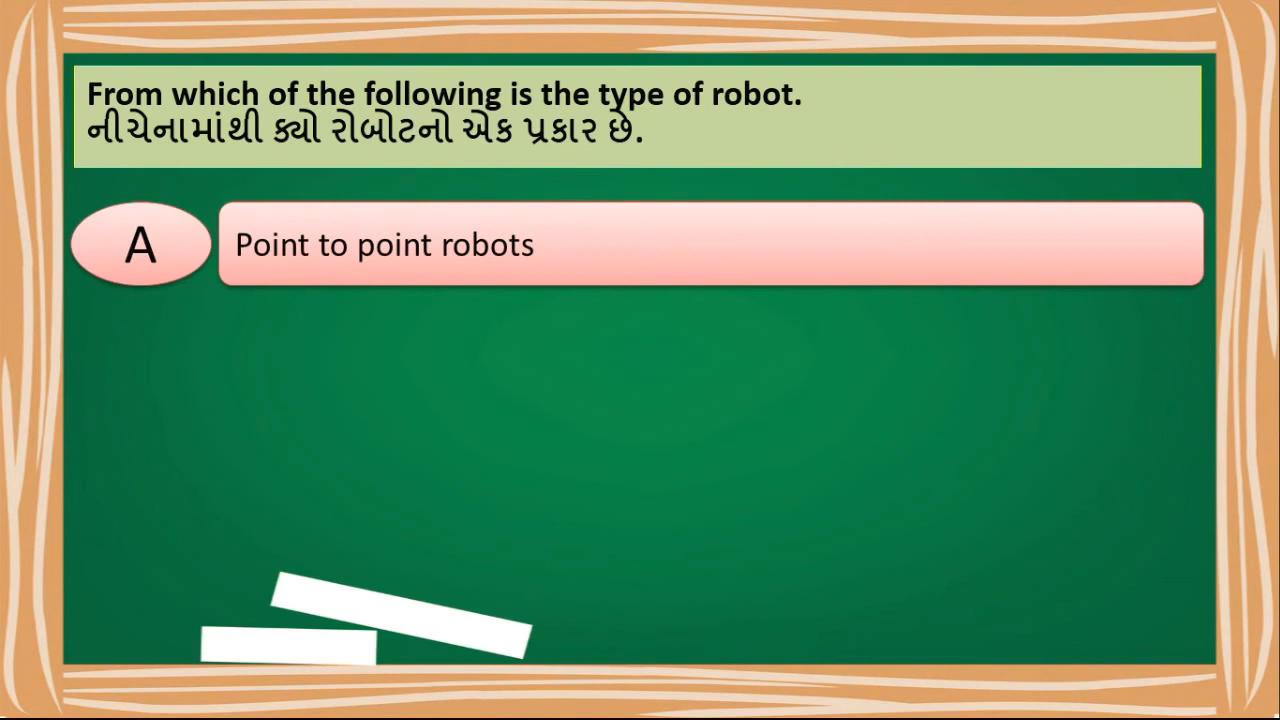 From which of the following is the type of robot.
નીચેનામાંથી ક્યો રોબોટનો એક પ્રકાર છે.
A
Point to point robots